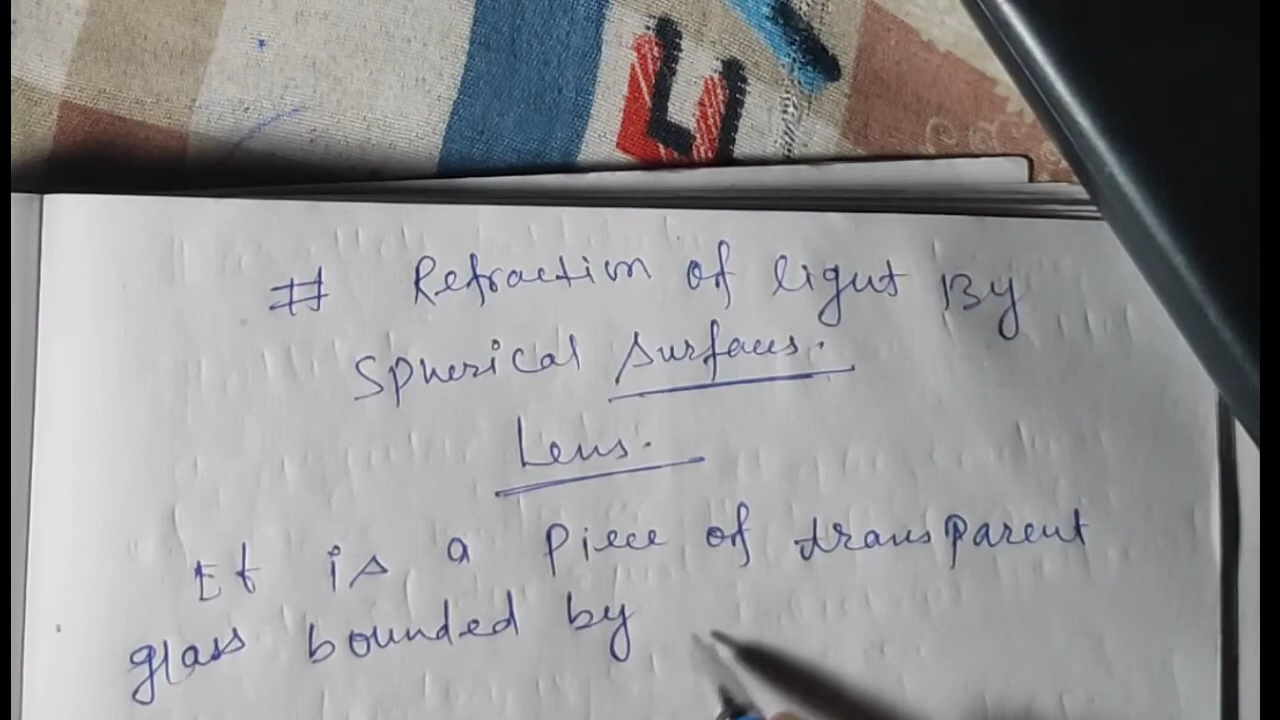 # Refraction of light By
Spherical surfaces.
Lens.
It is a piece of transparent
glass bounded by